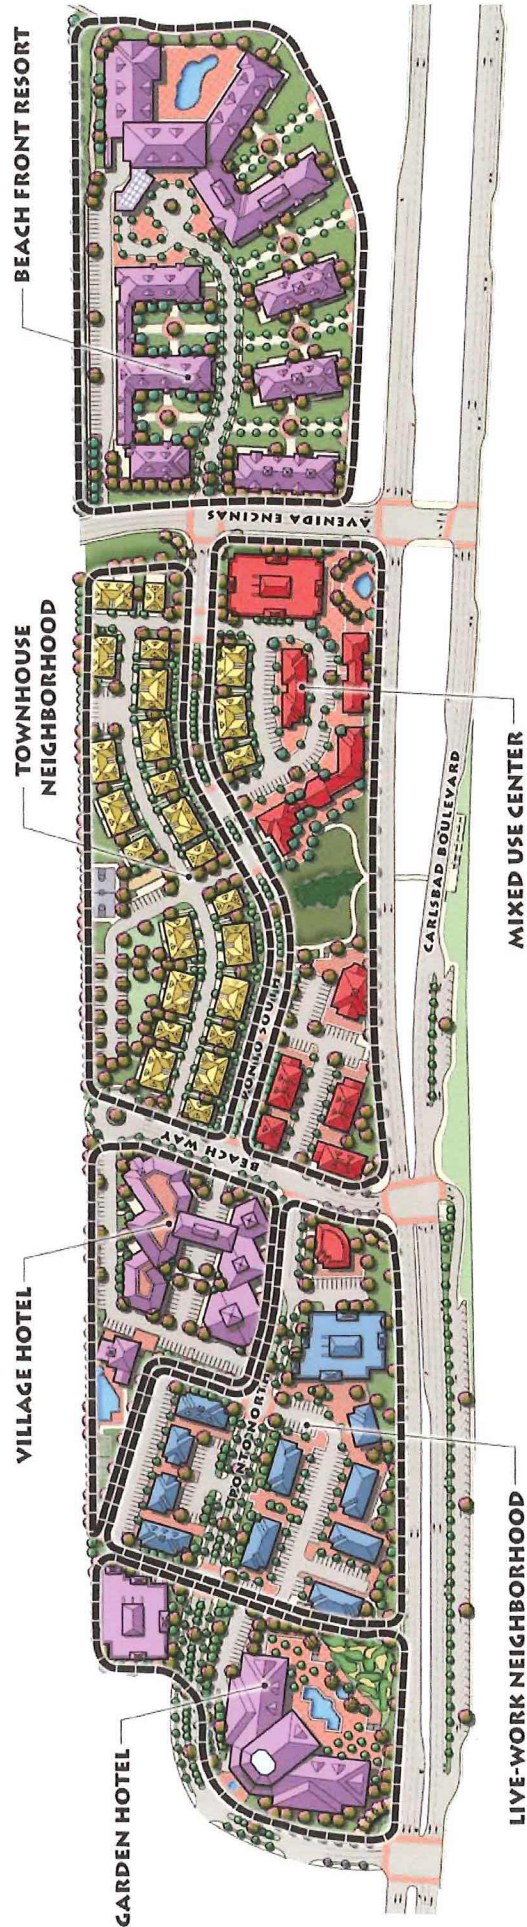 GARDEN HOTEL
VILLAGE HOTEL
TOWNHOUSE
NEIGHBORHOOD
BEACH FRONT RESORT
PONTO NORTH
BEACH WAY
PONTO SOUTH
AVENIDA ENCINAS
CARLSBAD BOULEVARD
LIVE-WORK NEIGHBORHOOD
MIXED USE CENTER